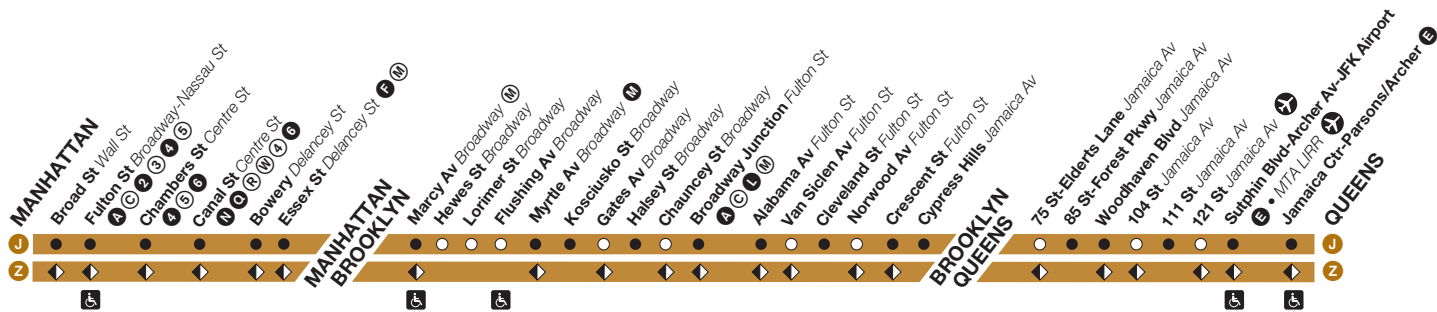 MANHATTAN
Broad St Wall St
Fulton St Broadway-Nassau St
A C 2 3 4 5
Chambers St Centre St
4 5 6
Canal St Centre St
N Q R W 4 6
Bowery Delancey St
Essex St Delancey St F M
MANHATTAN
BROOKLYN
Marcy Av Broadway M
Hewes St Broadway
Lorimer St Broadway
Flushing Av Broadway
Myrtle Av Broadway M
Kosciusko St Broadway
Gates Av Broadway
Halsey St Broadway
Chauncey St Broadway
Broadway Junction Fulton St
A C L M
Alabama Av Fulton St
Van Siclen Av Fulton St
Cleveland St Fulton St
Norwood Av Fulton St
Crescent St Fulton St
Cypress Hills Jamaica Av
BROOKLYN
QUEENS
75 St-Elderts Lane Jamaica Av
85 St-Forest Pkwy Jamaica Av
Woodhaven Blvd Jamaica Av
104 St Jamaica Av
111 St Jamaica Av
121 St Jamaica Av
Sutphin Blvd-Archer Av-JFK Airport
E • MTA LIRR
Jamaica Ctr-Parsons/Archer E
QUEENS
J J
Z Z